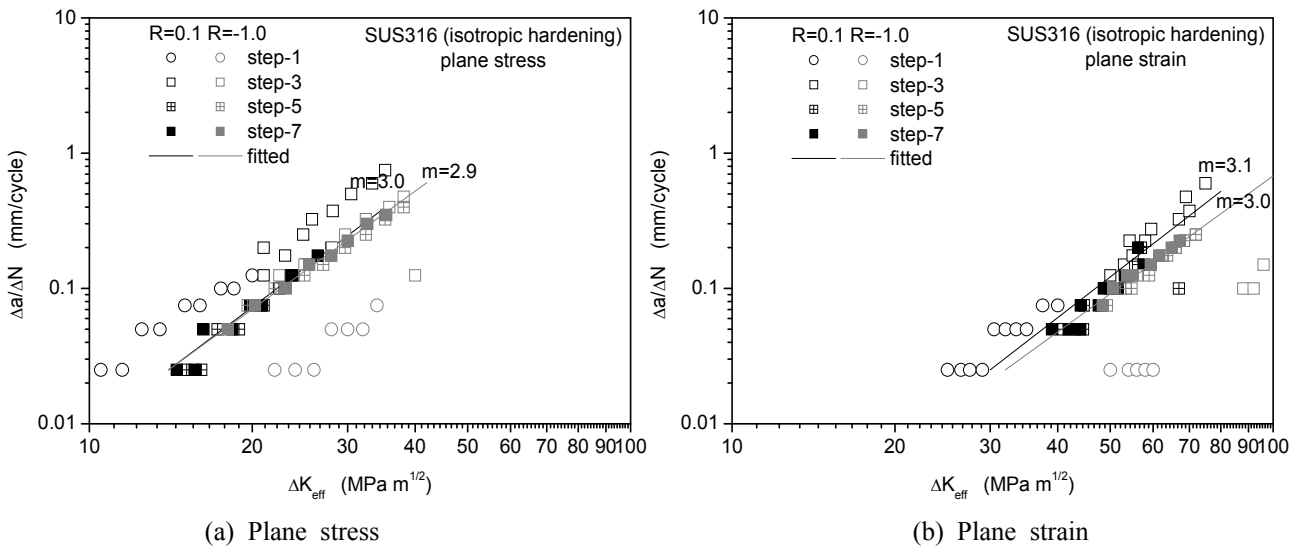 10
1
0.1
0.01
Δa/ΔN (mm/cycle)
R=0.1 R=-1.0
step-1
step-3
step-5
step-7
fitted
SUS316 (isotropic hardening)
plane stress
m=3.0
m=2.9
10 20 30 40 50 60 70 80 90 100
ΔK_eff (MPa m^1/2)
(a) Plane stress
10
1
0.1
0.01
Δa/ΔN (mm/cycle)
R=0.1 R=-1.0
step-1
step-3
step-5
step-7
fitted
SUS316 (isotropic hardening)
plane strain
m=3.1
m=3.0
10 20 30 40 50 60 70 80 90 100
ΔK_eff (MPa m^1/2)
(b) Plane strain